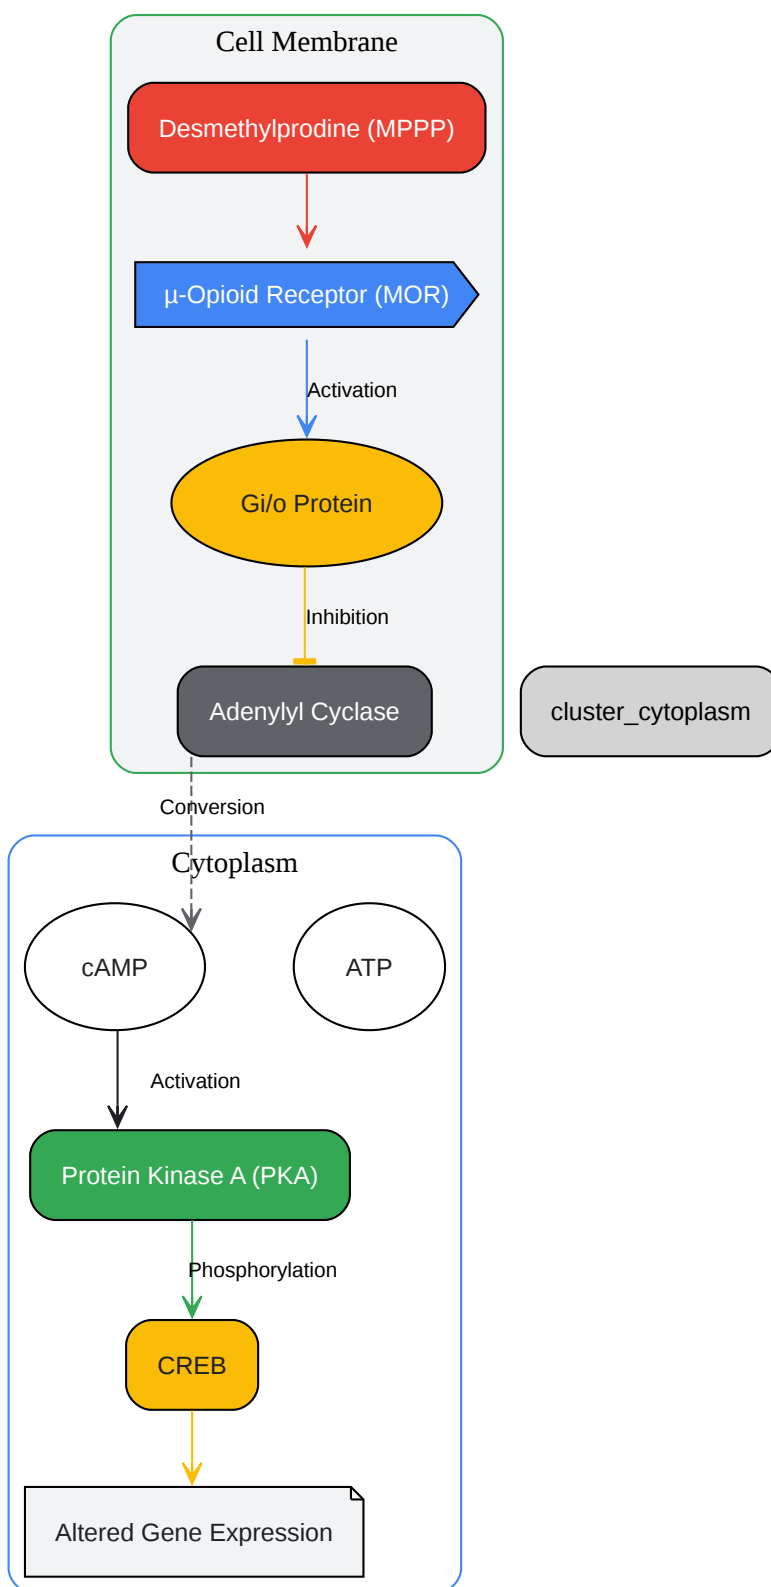 Cell Membrane
Desmethylprodine (MPPP)
µ-Opioid Receptor (MOR)
Activation
Gi/o Protein
Inhibition
Adenylyl Cyclase
cluster_cytoplasm
Conversion
Cytoplasm
cAMP
ATP
Activation
Protein Kinase A (PKA)
Phosphorylation
CREB
Altered Gene Expression